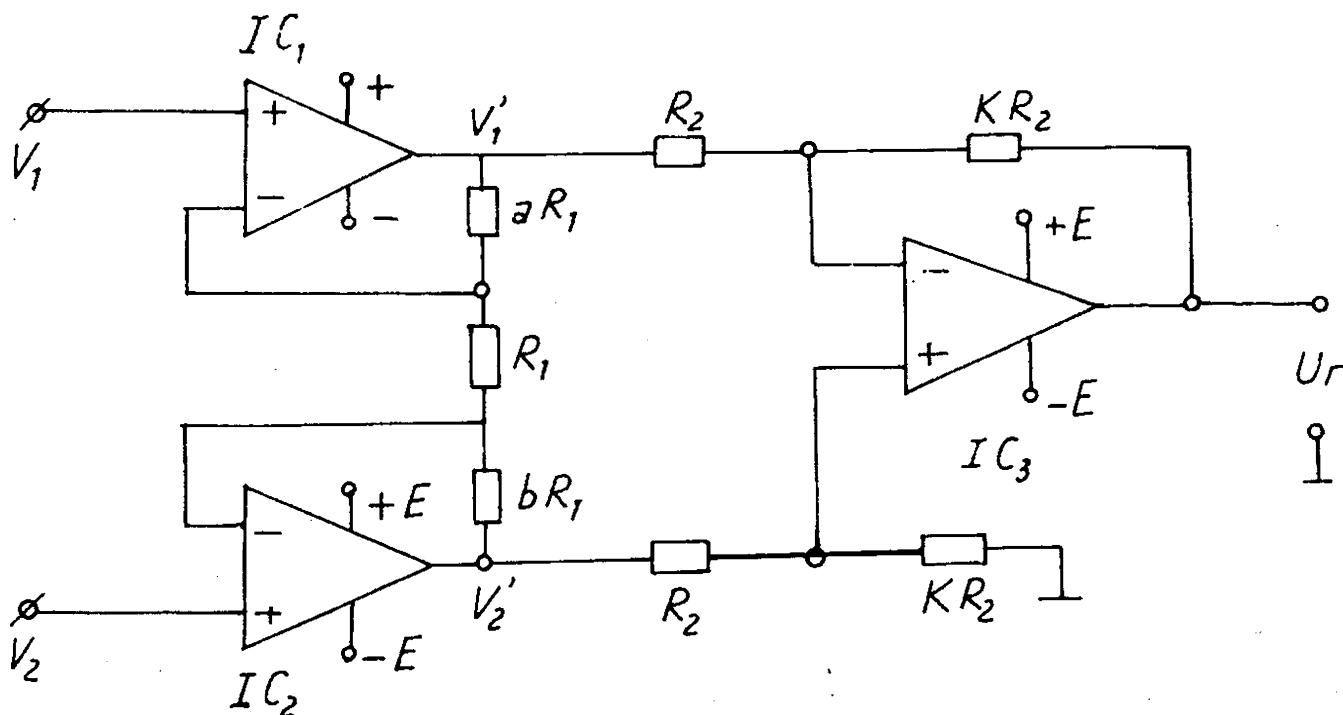 IC₁
+
V₁
+
−
−
V₁'
R₂
KR₂
aR₁
R₁
bR₁
−
+
+E
−E
IC₃
Ur
+E
−
+
−E
V₂
IC₂
V₂'
R₂
KR₂